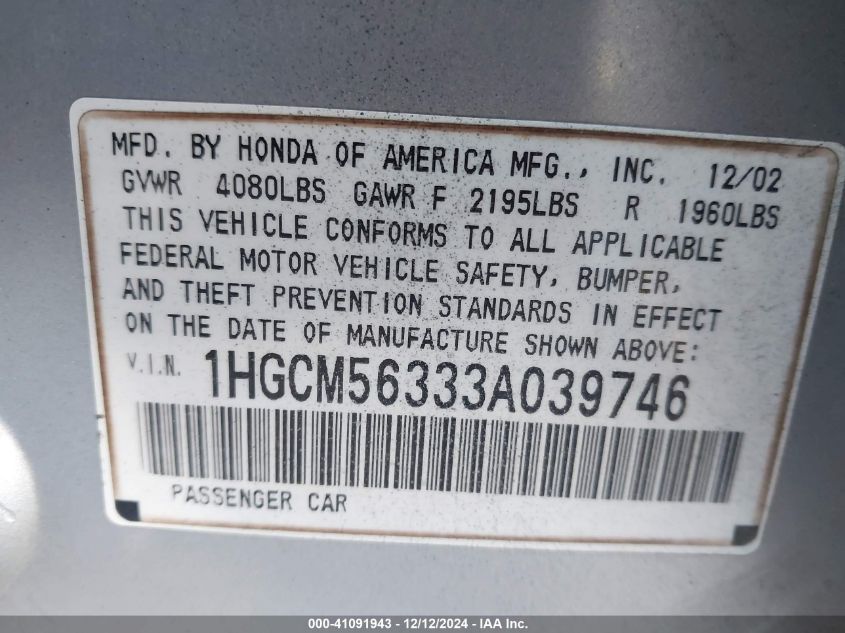 MFD. BY HONDA OF AMERICA MFG., INC. 12/02
GVWR 4080LBS GAWR F 2195LBS R 1960LBS
THIS VEHICLE CONFORMS TO ALL APPLICABLE
FEDERAL MOTOR VEHICLE SAFETY, BUMPER,
AND THEFT PREVENTION STANDARDS IN EFFECT
ON THE DATE OF MANUFACTURE SHOWN ABOVE:
V.I.N. 1HGCM56333A039746
PASSENGER CAR
000-41091943 - 12/12/2024 - IAA Inc.